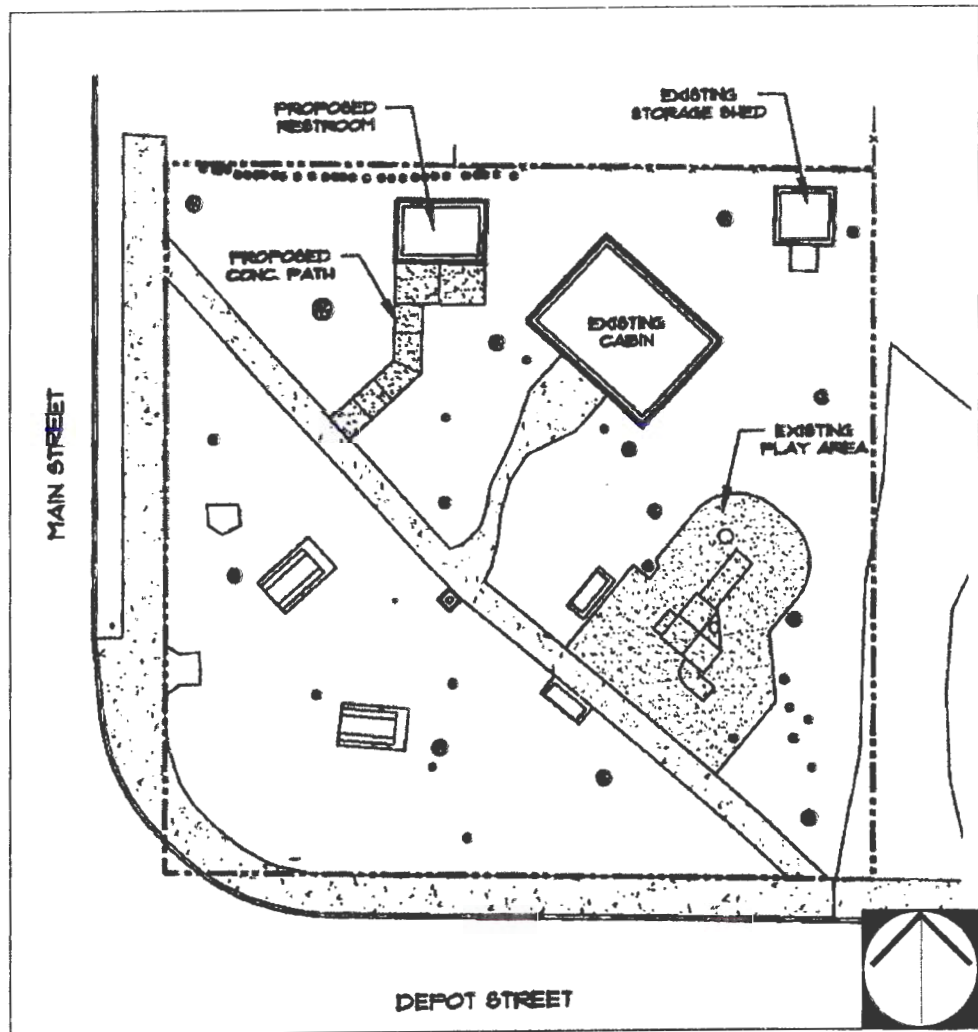 PROPOSED
RESTROOM
EXISTING
STORAGE SHED
PROPOSED
CONC. PATH
EXISTING
CABIN
EXISTING
PLAY AREA
MAIN STREET
DEPOT STREET